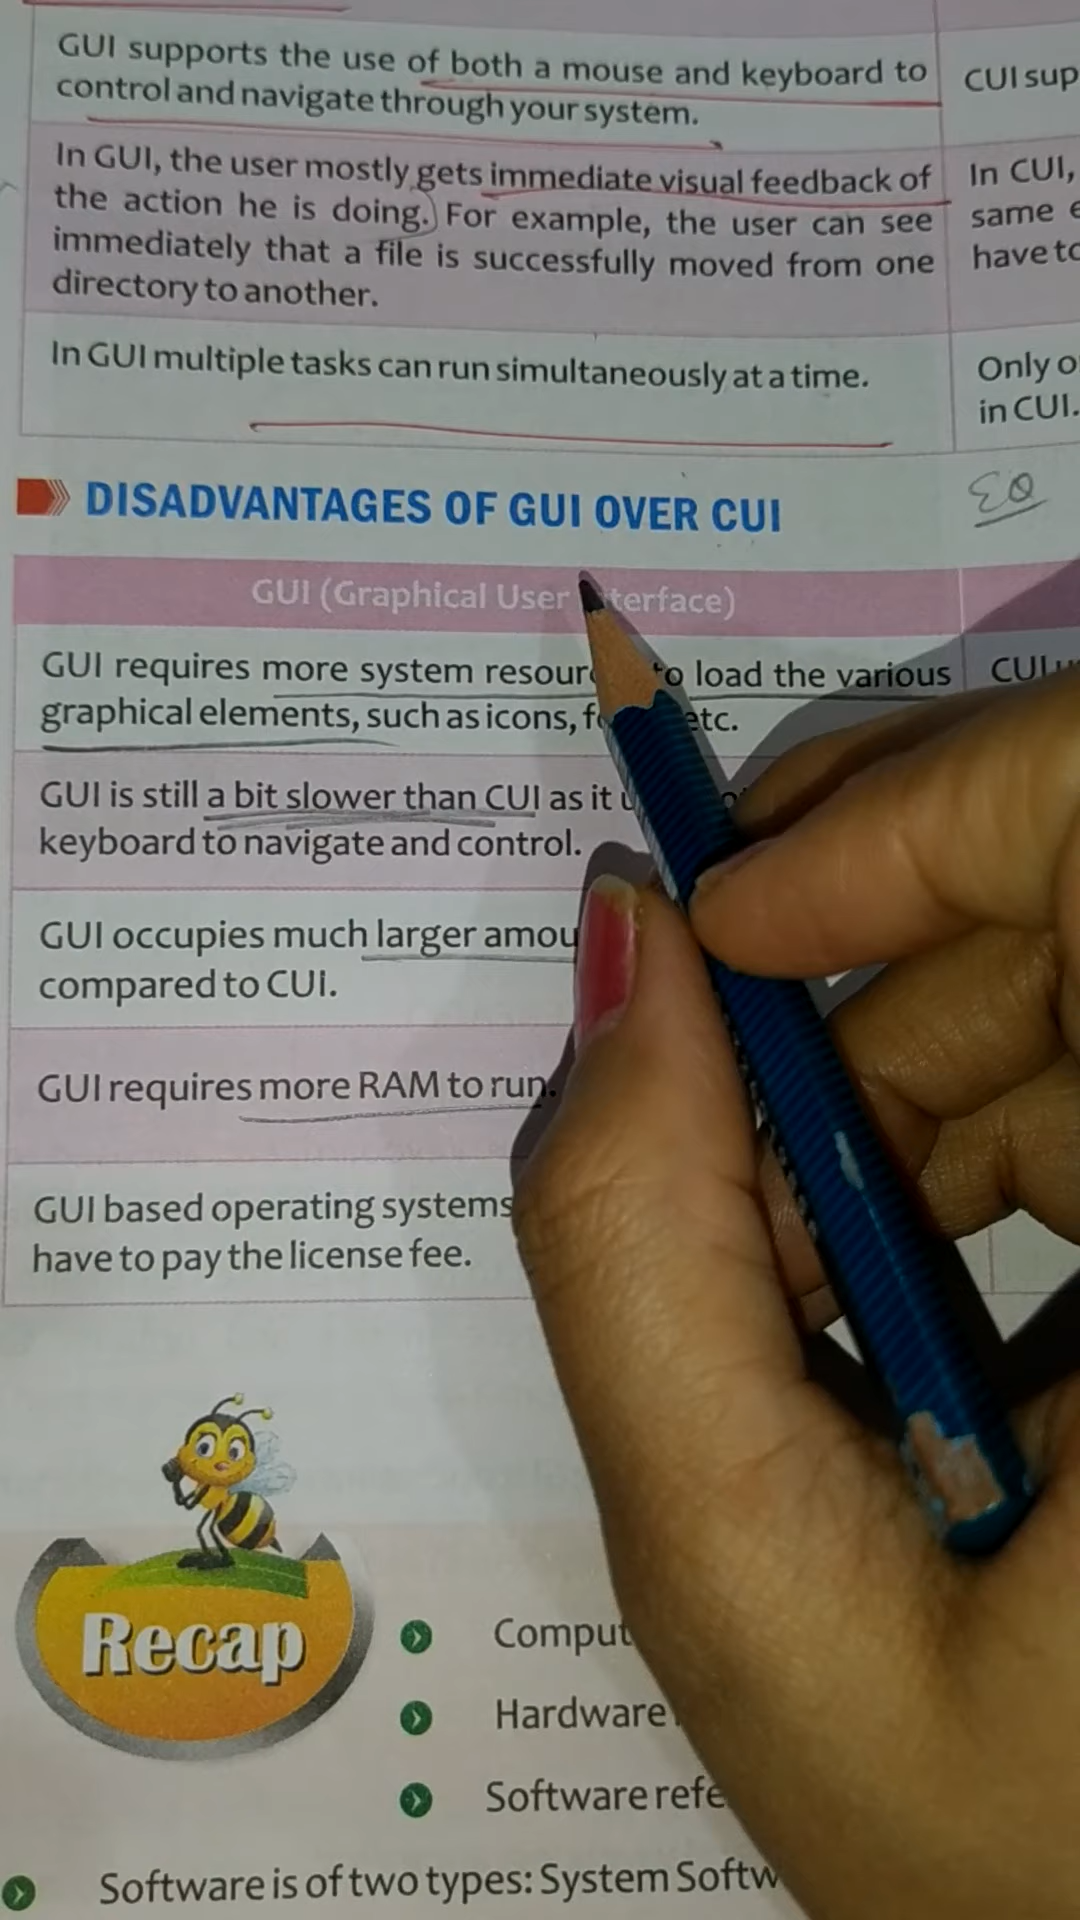 GUI supports the use of both a mouse and keyboard to
control and navigate through your system.
CUI sup
In GUI, the user mostly gets immediate visual feedback of
the action he is doing. For example, the user can see
immediately that a file is successfully moved from one
directory to another.
In CUI,
same e
have to
In GUI multiple tasks can run simultaneously at a time.
Only o
in CUI.
DISADVANTAGES OF GUI OVER CUI
GUI (Graphical User terface)
GUI requires more system resour to load the various
graphical elements, such as icons, etc.
CUI u
GUI is still a bit slower than CUI as it
keyboard to navigate and control.
GUI occupies much larger amou
compared to CUI.
GUI requires more RAM to run.
GUI based operating systems
have to pay the license fee.
Recap
Comput
Hardware
Software refe
Software is of two types: System Softw